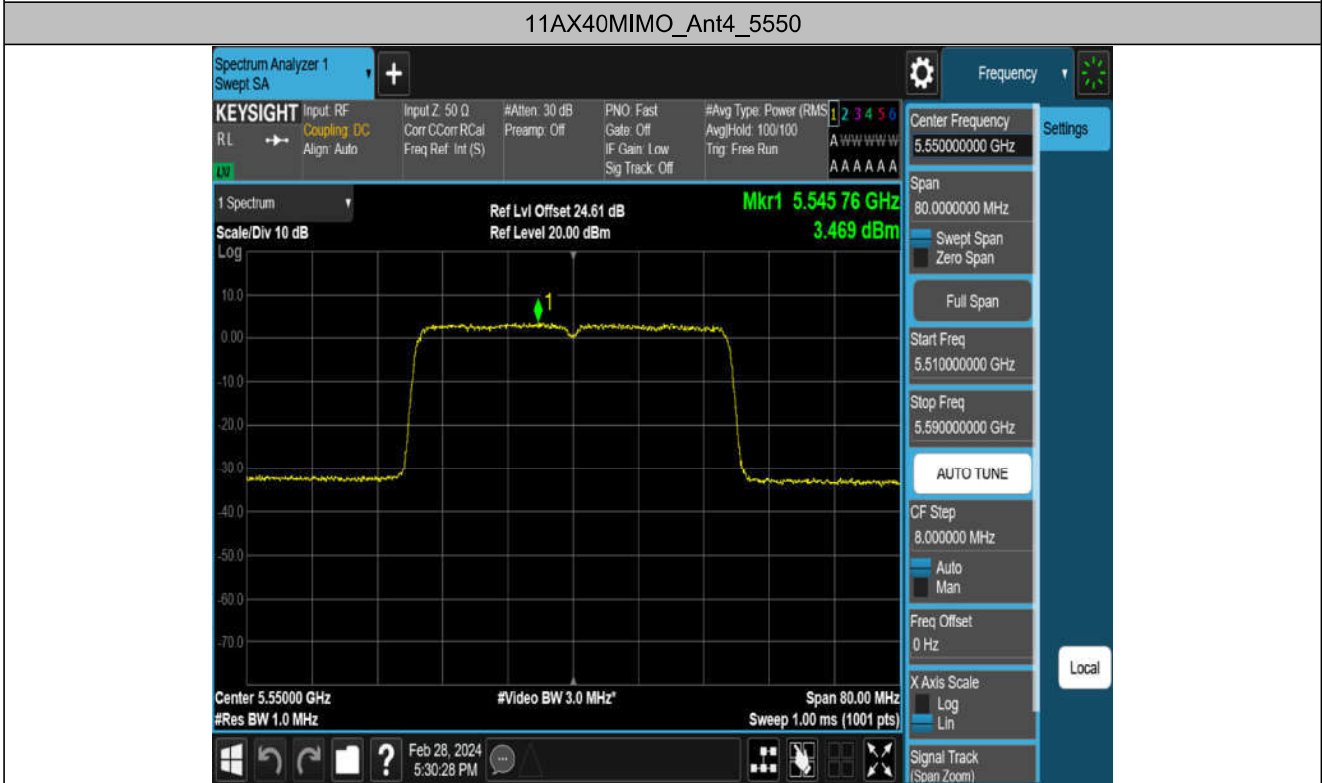 11AX40MIMO_Ant4_5550
Spectrum Analyzer 1
Swept SA
+
Frequency
KEYSIGHT
RL
LXI
Input: RF
Coupling: DC
Align: Auto
Input Z: 50 Ω
Corr CCorr RCal
Freq Ref: Int (S)
#Atten: 30 dB
Preamp: Off
PNO: Fast
Gate: Off
IF Gain: Low
Sig Track: Off
#Avg Type: Power (RMS
Avg|Hold: 100/100
Trig: Free Run
1 2 3 4 5 6
A W W W W W
A A A A A A
1 Spectrum
Scale/Div 10 dB
Log
Ref Lvl Offset 24.61 dB
Ref Level 20.00 dBm
Mkr1 5.545 76 GHz
3.469 dBm
1
10.0
0.00
-10.0
-20.0
-30.0
-40.0
-50.0
-60.0
-70.0
Center 5.55000 GHz
#Res BW 1.0 MHz
#Video BW 3.0 MHz*
Span 80.00 MHz
Sweep 1.00 ms (1001 pts)
?
Feb 28, 2024
5:30:28 PM
Center Frequency
5.550000000 GHz
Settings
Span
80.0000000 MHz
Swept Span
Zero Span
Full Span
Start Freq
5.510000000 GHz
Stop Freq
5.590000000 GHz
AUTO TUNE
CF Step
8.000000 MHz
Auto
Man
Freq Offset
0 Hz
X Axis Scale
Log
Lin
Local
Signal Track
(Span Zoom)